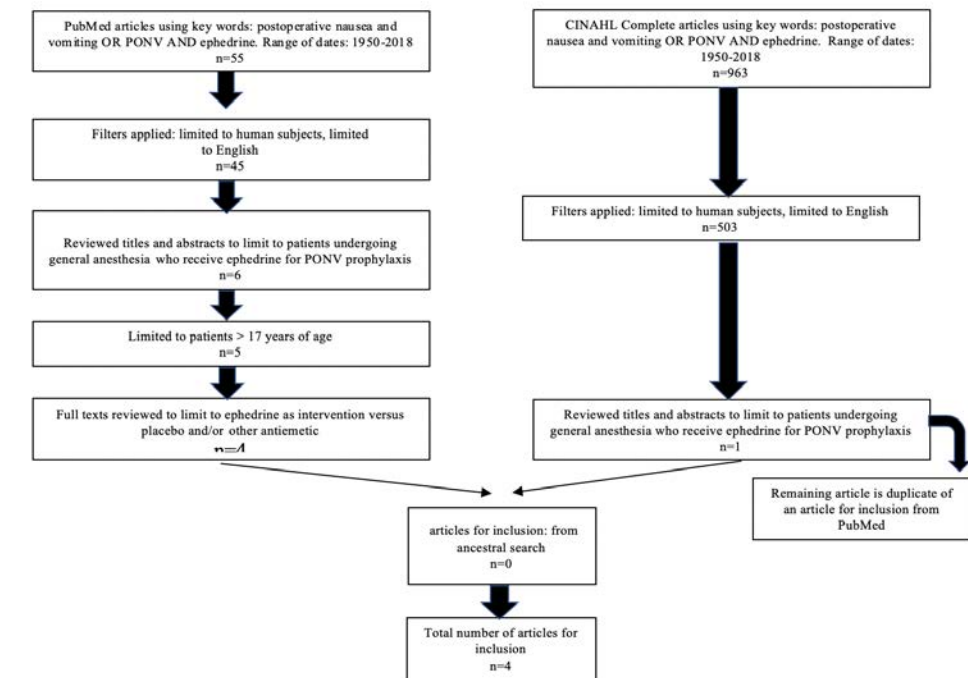 PubMed articles using key words: postoperative nausea and
vomiting OR PONV AND ephedrine. Range of dates: 1950-2018
n=55
Filters applied: limited to human subjects, limited
to English
n=45
Reviewed titles and abstracts to limit to patients undergoing
general anesthesia who receive ephedrine for PONV prophylaxis
n=6
Limited to patients > 17 years of age
n=5
Full texts reviewed to limit to ephedrine as intervention versus
placebo and/or other antiemetic
n=4
CINAHL Complete articles using key words: postoperative
nausea and vomiting OR PONV AND ephedrine. Range of dates:
1950-2018
n=963
Filters applied: limited to human subjects, limited to English
n=503
Reviewed titles and abstracts to limit to patients undergoing
general anesthesia who receive ephedrine for PONV prophylaxis
n=1
Remaining article is duplicate of
an article for inclusion from
PubMed
articles for inclusion: from
ancestral search
n=0
Total number of articles for
inclusion
n=4